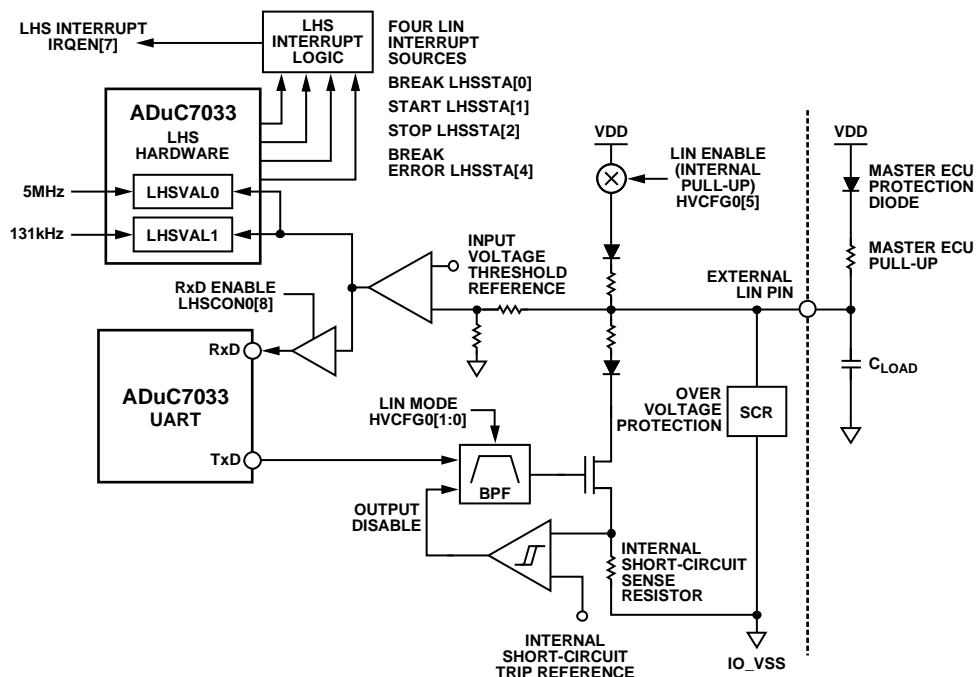 LHS INTERRUPT
IRQEN[7]
LHS
INTERRUPT
LOGIC
FOUR LIN
INTERRUPT
SOURCES
BREAK LHSSTA[0]
START LHSSTA[1]
STOP LHSSTA[2]
BREAK
ERROR LHSSTA[4]
ADuC7033
LHS
HARDWARE
5MHz
LHSVAL0
131kHz
LHSVAL1
VDD
LIN ENABLE
(INTERNAL
PULL-UP)
HVCFG0[5]
VDD
MASTER ECU
PROTECTION
DIODE
MASTER ECU
PULL-UP
INPUT
VOLTAGE
THRESHOLD
REFERENCE
EXTERNAL
LIN PIN
RxD ENABLE
LHSCON0[8]
RxD
ADuC7033
UART
TxD
CLOAD
LIN MODE
HVCFG0[1:0]
BPF
OVER
VOLTAGE
PROTECTION
SCR
OUTPUT
DISABLE
INTERNAL
SHORT-CIRCUIT
SENSE
RESISTOR
INTERNAL
SHORT-CIRCUIT
TRIP REFERENCE
IO_VSS